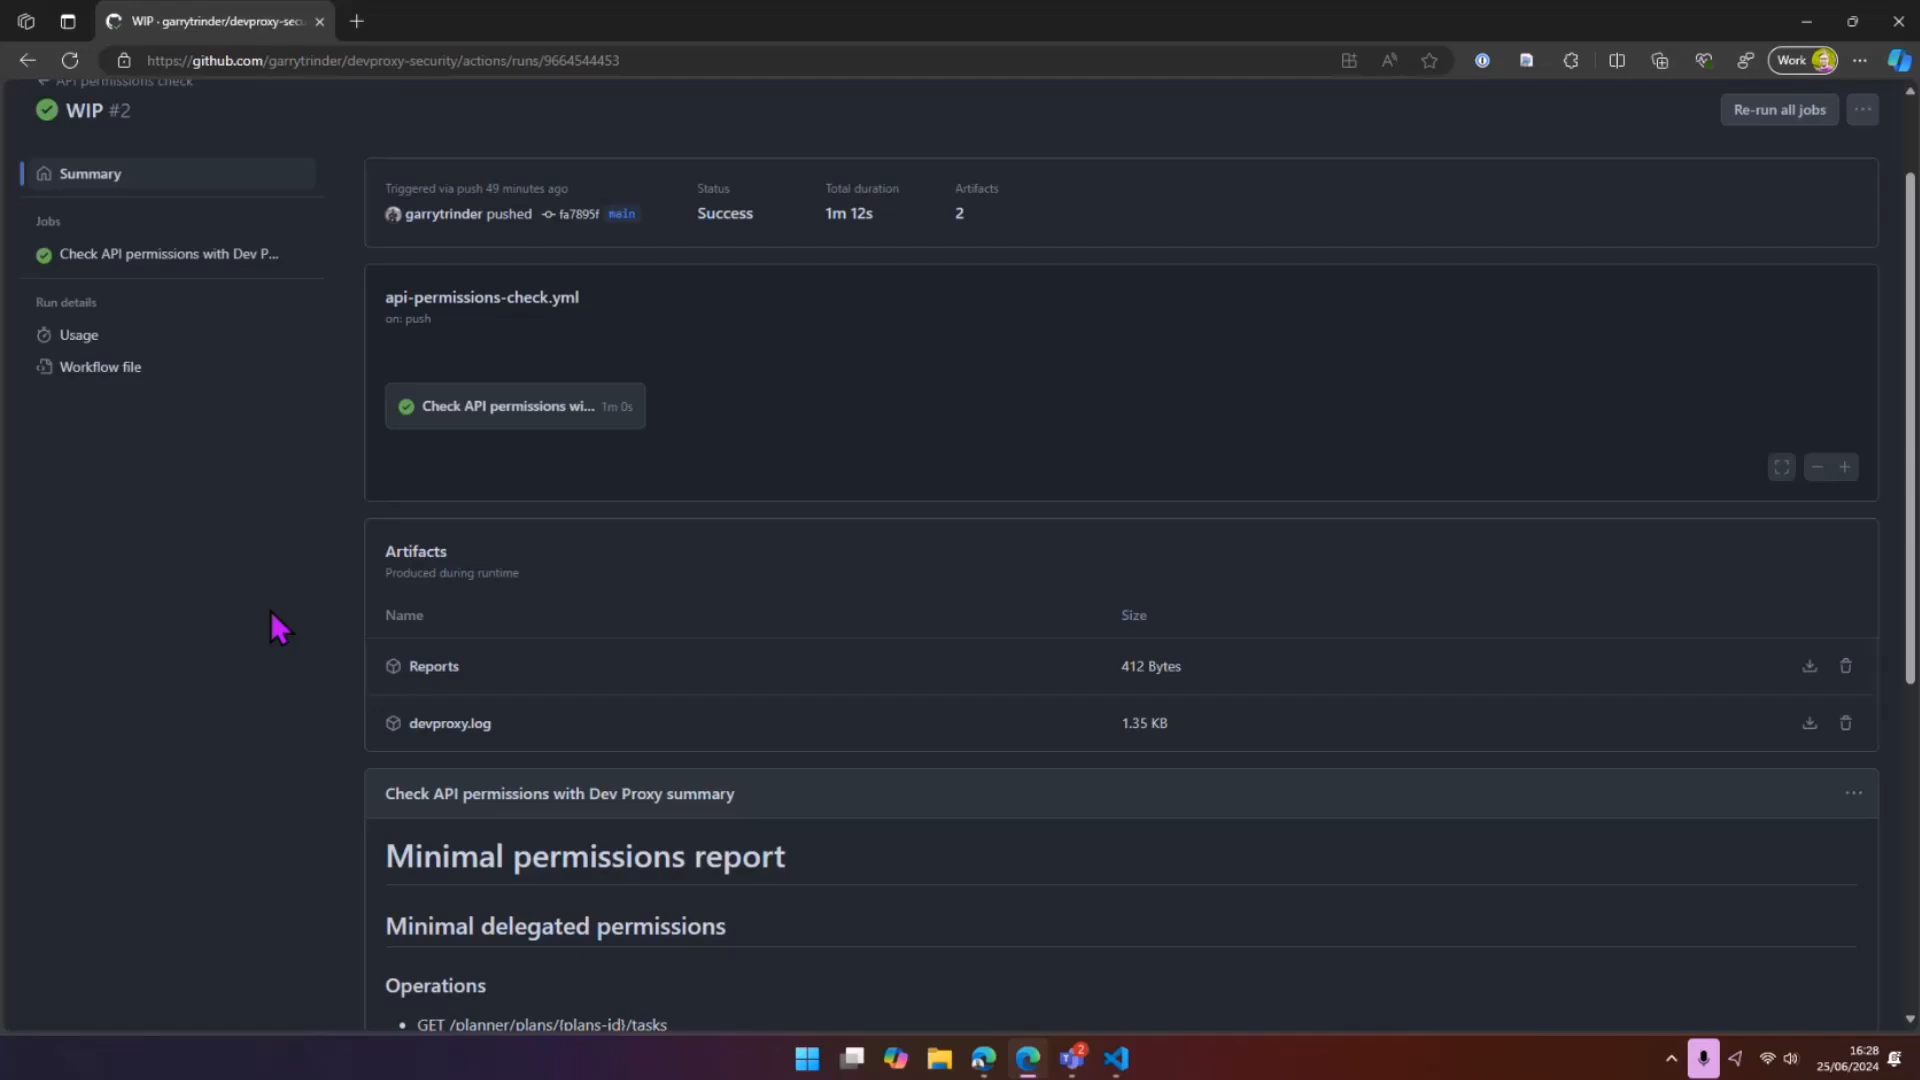 WIP · garrytrinder/devproxy-secu
https://github.com/garrytrinder/devproxy-security/actions/runs/9664544453
Work
API permissions check
WIP #2
Re-run all jobs
Summary
Jobs
Check API permissions with Dev P...
Run details
Usage
Workflow file
Triggered via push 49 minutes ago
garrytrinder pushed fa7895f main
Status
Success
Total duration
1m 12s
Artifacts
2
api-permissions-check.yml
on: push
Check API permissions wi... 1m 0s
Artifacts
Produced during runtime
Name Size
Reports 412 Bytes
devproxy.log 1.35 KB
Check API permissions with Dev Proxy summary
Minimal permissions report
Minimal delegated permissions
Operations
• GET /planner/plans/{plans-id}/tasks
2
16:28
25/06/2024